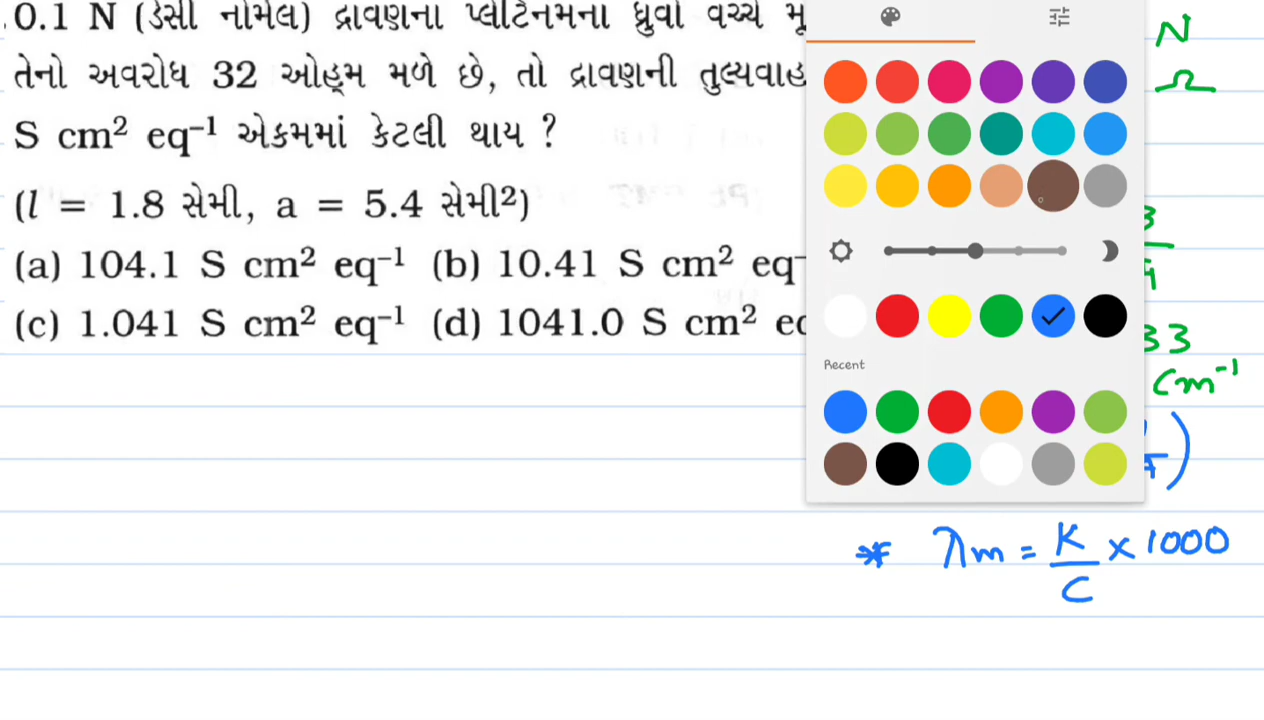 0.1 N (ડેસી નોર્મલ) દ્રાવણના પ્લેટિનમના ધ્રુવો વચ્ચે
તેનો અવરોધ 32 ઓહ્મ મળે છે, તો દ્રાવણની
S cm² eq⁻¹ એકમમાં કેટલી થાય ?
(l = 1.8 સેમી, a = 5.4 સેમી²)
(a) 104.1 S cm² eq⁻¹ (b) 10.41 S cm² eq⁻
(c) 1.041 S cm² eq⁻¹ (d) 1041.0 S cm²
Recent
N
Ω
3
33
Cm⁻¹
)
* λm = K/C × 1000